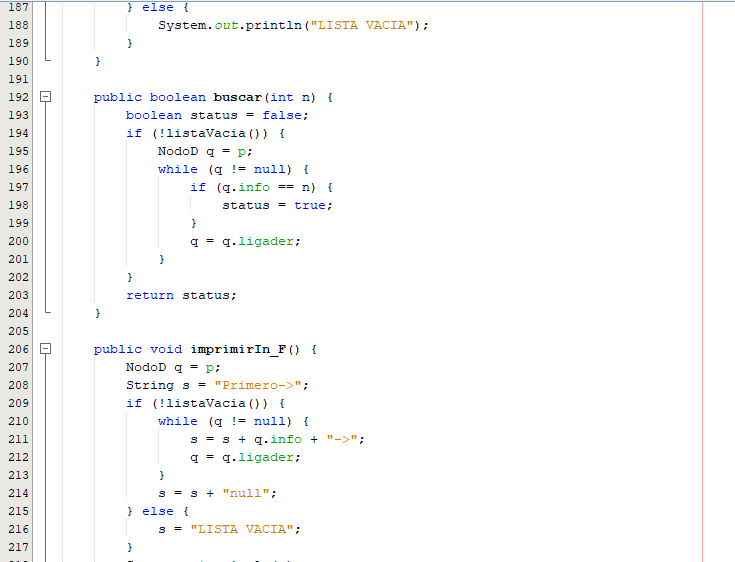 187 } else {
188 System.out.println("LISTA VACIA");
189 }
190 }
191
192 public boolean buscar(int n) {
193 boolean status = false;
194 if (!listaVacia()) {
195 NodoD q = p;
196 while (q != null) {
197 if (q.info == n) {
198 status = true;
199 }
200 q = q.ligader;
201 }
202 }
203 return status;
204 }
205
206 public void imprimirIn_F() {
207 NodoD q = p;
208 String s = "Primero->";
209 if (!listaVacia()) {
210 while (q != null) {
211 s = s + q.info + "->";
212 q = q.ligader;
213 }
214 s = s + "null";
215 } else {
216 s = "LISTA VACIA";
217 }